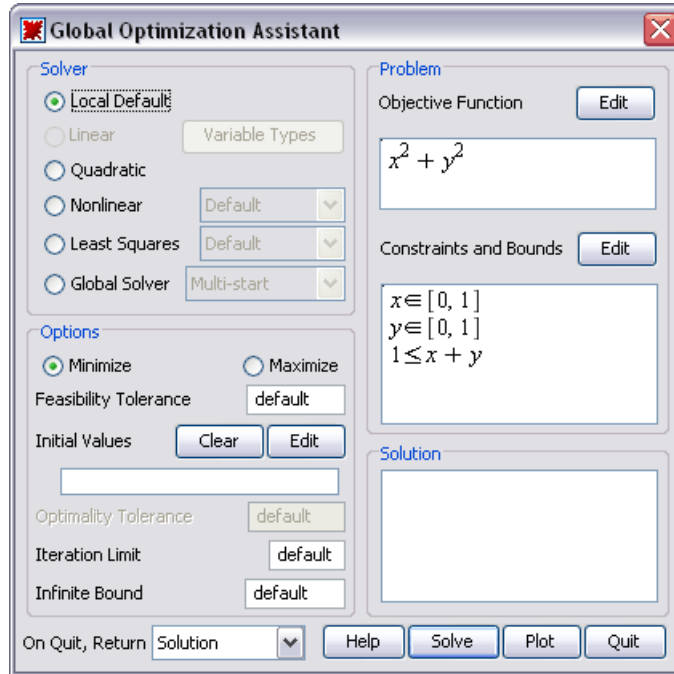 Global Optimization Assistant
Solver
Local Default
Linear Variable Types
Quadratic
Nonlinear Default
Least Squares Default
Global Solver Multi-start
Options
Minimize Maximize
Feasibility Tolerance default
Initial Values Clear Edit
Optimality Tolerance default
Iteration Limit default
Infinite Bound default
Problem
Objective Function Edit
x² + y²
Constraints and Bounds Edit
x∈[0, 1]
y∈[0, 1]
1≤x + y
Solution
On Quit, Return Solution Help Solve Plot Quit